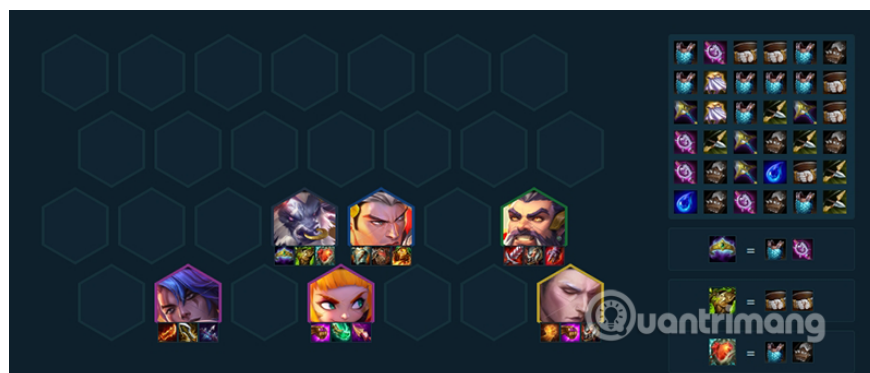 =
=
Quantrimang
=